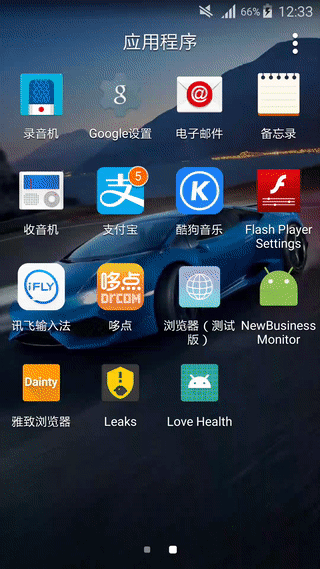 66% 12:33
应用程序
录音机 Google设置 电子邮件 备忘录
5
收音机 支付宝 酷狗音乐 Flash Player
Settings
iFLY 哆点
Dr.COM
讯飞输入法 哆点 浏览器（测试 NewBusiness
版） Monitor
Dainty
雅致浏览器 Leaks Love Health